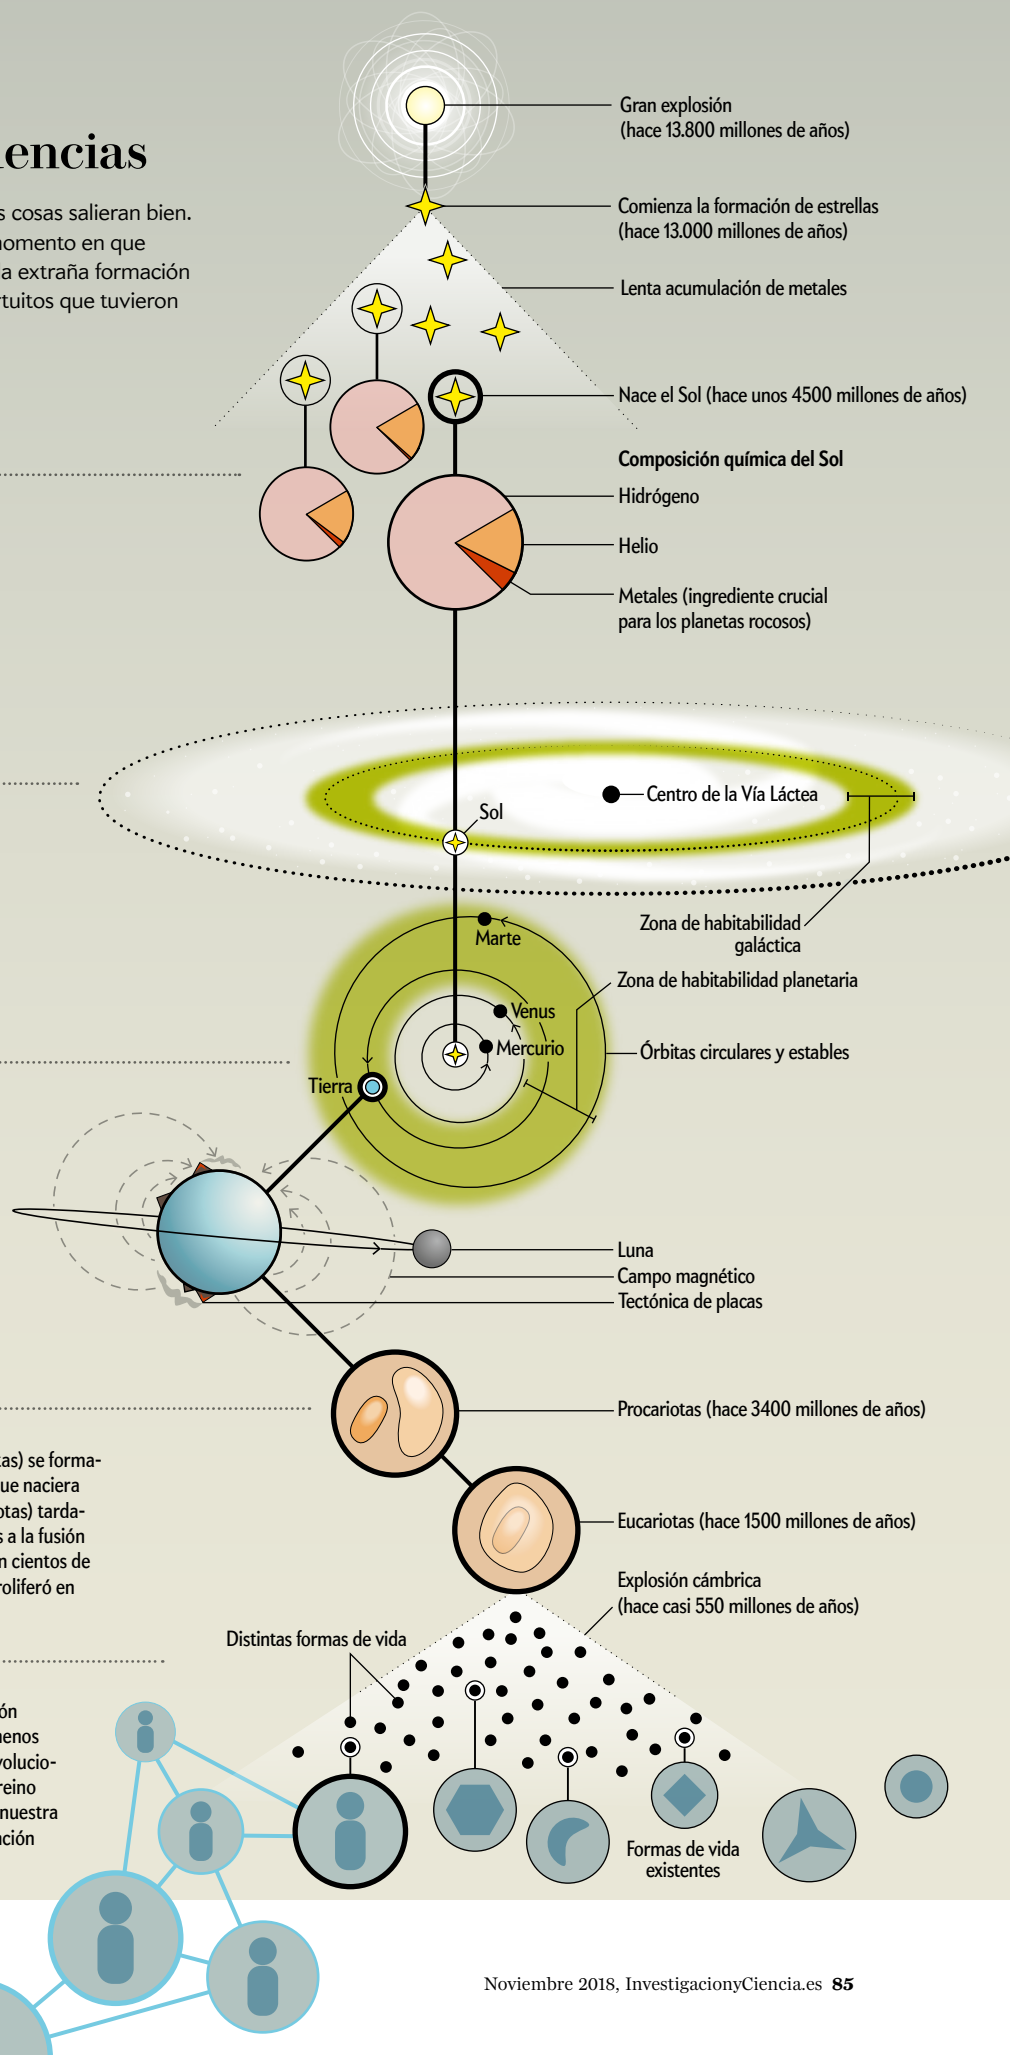 Gran explosión
(hace 13.800 millones de años)
encias
s cosas salieran bien.
omento en que
la extraña formación
rtuitos que tuvieron
Comienza la formación de estrellas
(hace 13.000 millones de años)
Lenta acumulación de metales
Nace el Sol (hace unos 4500 millones de años)
Composición química del Sol
Hidrógeno
Helio
Metales (ingrediente crucial
para los planetas rocosos)
Centro de la Vía Láctea
Sol
Zona de habitabilidad
galáctica
Marte
Zona de habitabilidad planetaria
Venus
Mercurio
Órbitas circulares y estables
Tierra
Luna
Campo magnético
Tectónica de placas
Procariotas (hace 3400 millones de años)
as) se forma-
ue naciera
otas) tarda-
s a la fusión
n cientos de
roliferó en
Eucariotas (hace 1500 millones de años)
Explosión cámbrica
(hace casi 550 millones de años)
Distintas formas de vida
ón
enos
volucio-
reino
nuestra
ción
Formas de vida
existentes
Noviembre 2018, InvestigacionyCiencia.es 85